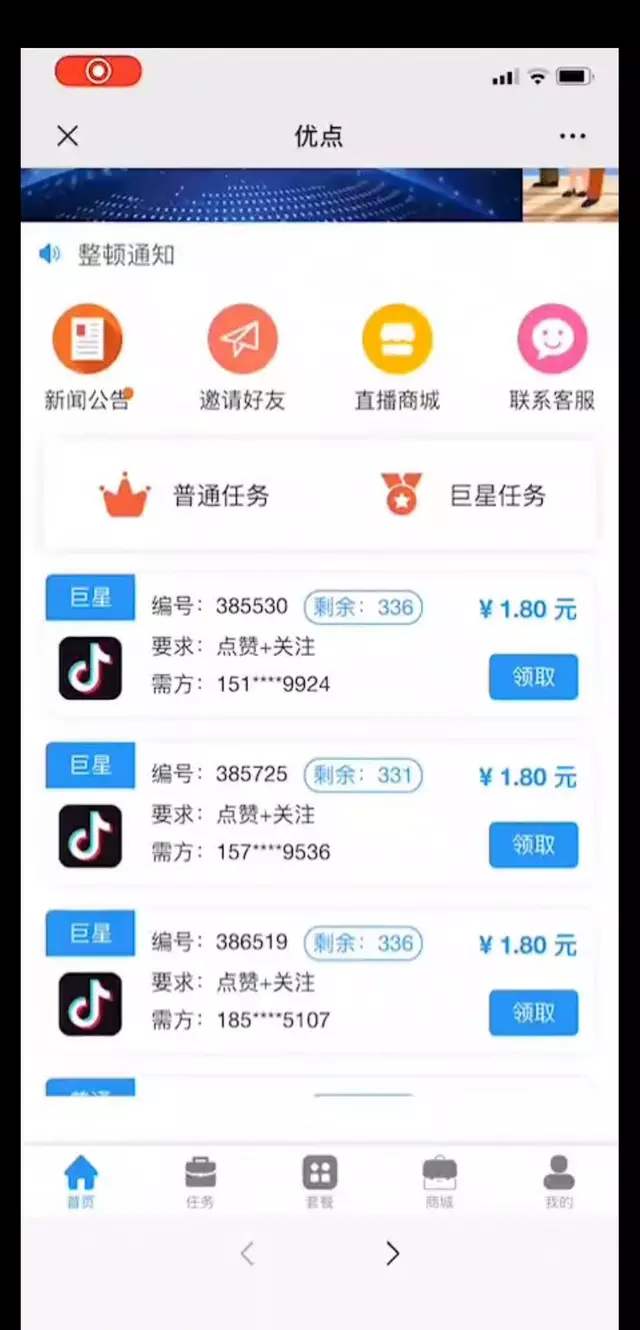 优点
整顿通知
新闻公告
邀请好友
直播商城
联系客服
普通任务
巨星任务
巨星
编号：385530 剩余：336 ¥1.80 元
要求：点赞+关注
需方：151****9924
领取
巨星
编号：385725 剩余：331 ¥1.80 元
要求：点赞+关注
需方：157****9536
领取
巨星
编号：386519 剩余：336 ¥1.80 元
要求：点赞+关注
需方：185****5107
领取
首页
任务
套餐
商城
我的